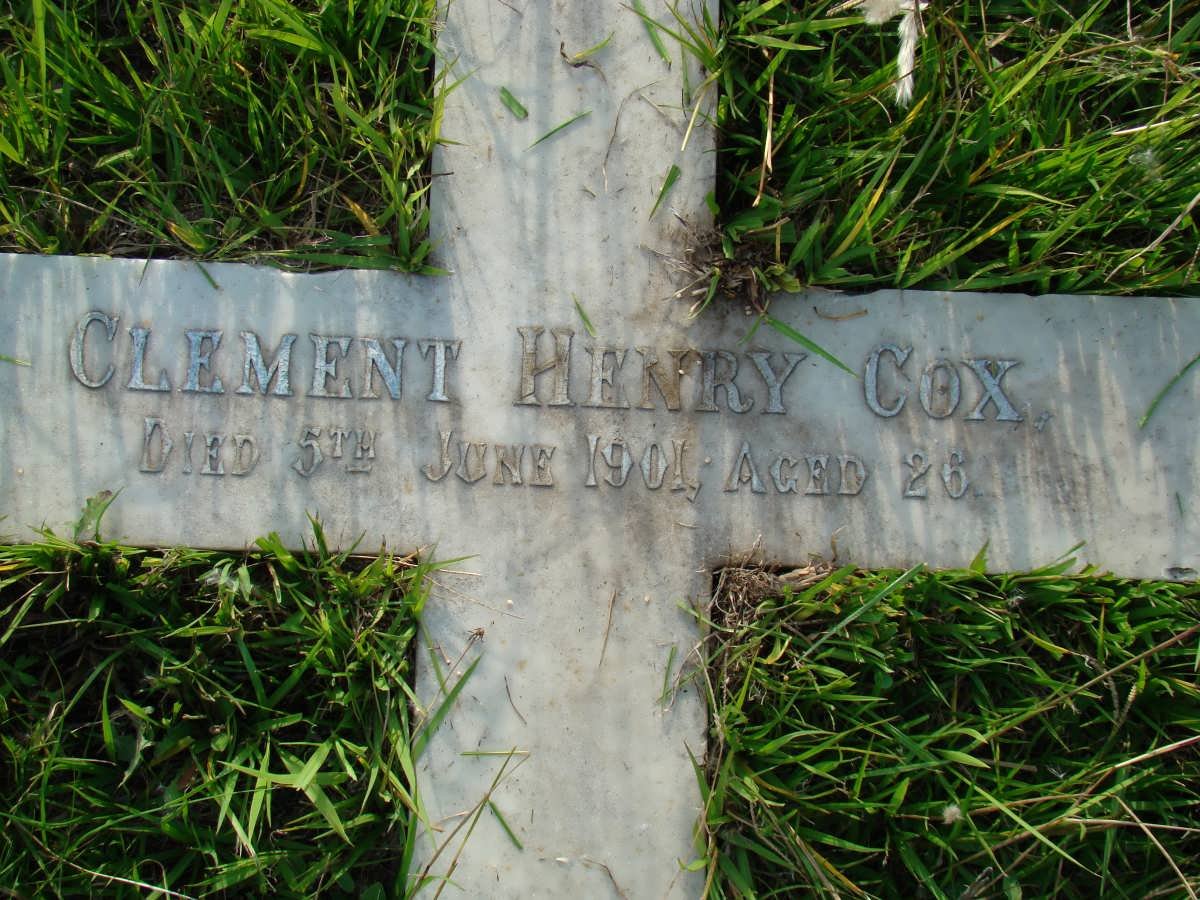 CLEMENT HENRY COX,
DIED 5TH JUNE 1901, AGED 26.